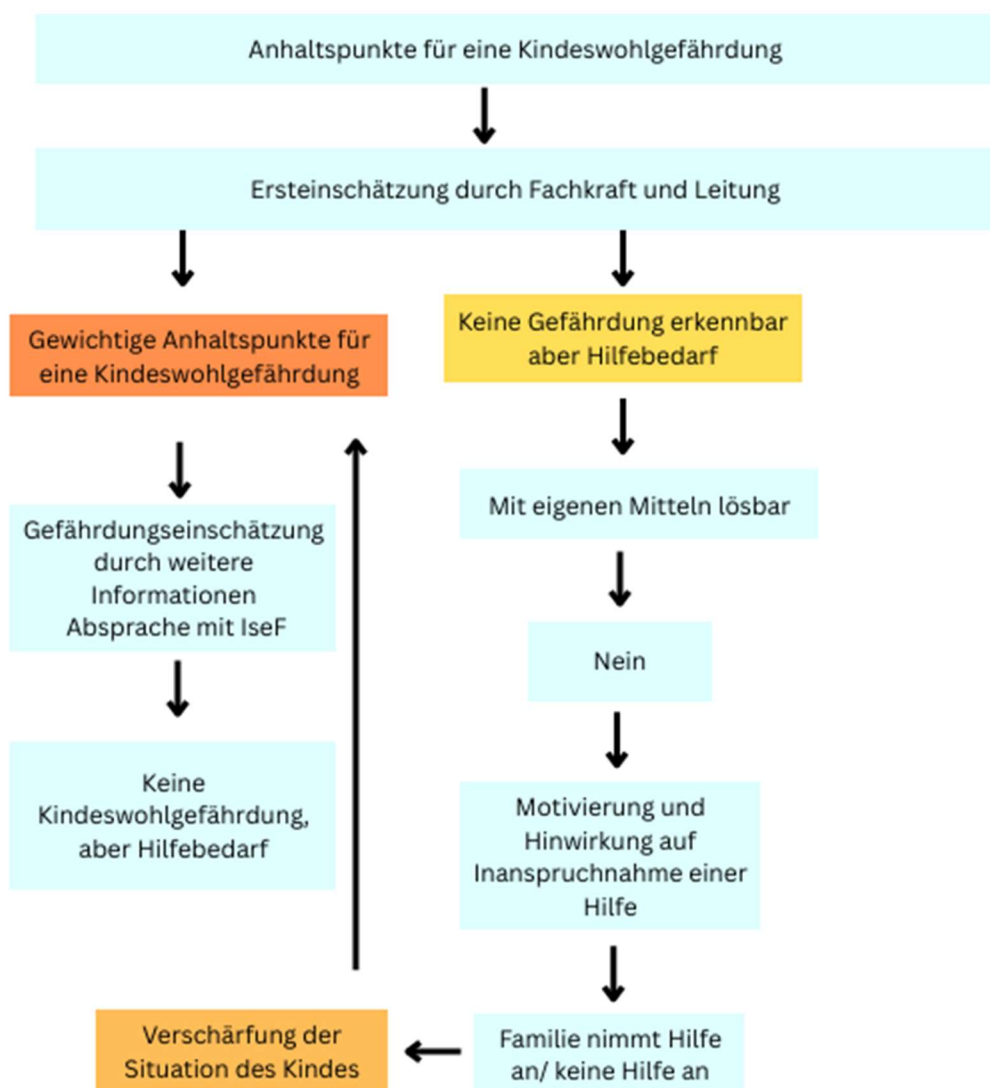 Anhaltspunkte für eine Kindeswohlgefährdung
Ersteinschätzung durch Fachkraft und Leitung
Gewichtige Anhaltspunkte für
eine Kindeswohlgefährdung
Keine Gefährdung erkennbar
aber Hilfebedarf
Gefährdungseinschätzung
durch weitere
Informationen
Absprache mit IseF
Mit eigenen Mitteln lösbar
Nein
Keine
Kindeswohlgefährdung,
aber Hilfebedarf
Motivierung und
Hinwirkung auf
Inanspruchnahme einer
Hilfe
Verschärfung der
Situation des Kindes
Familie nimmt Hilfe
an/ keine Hilfe an